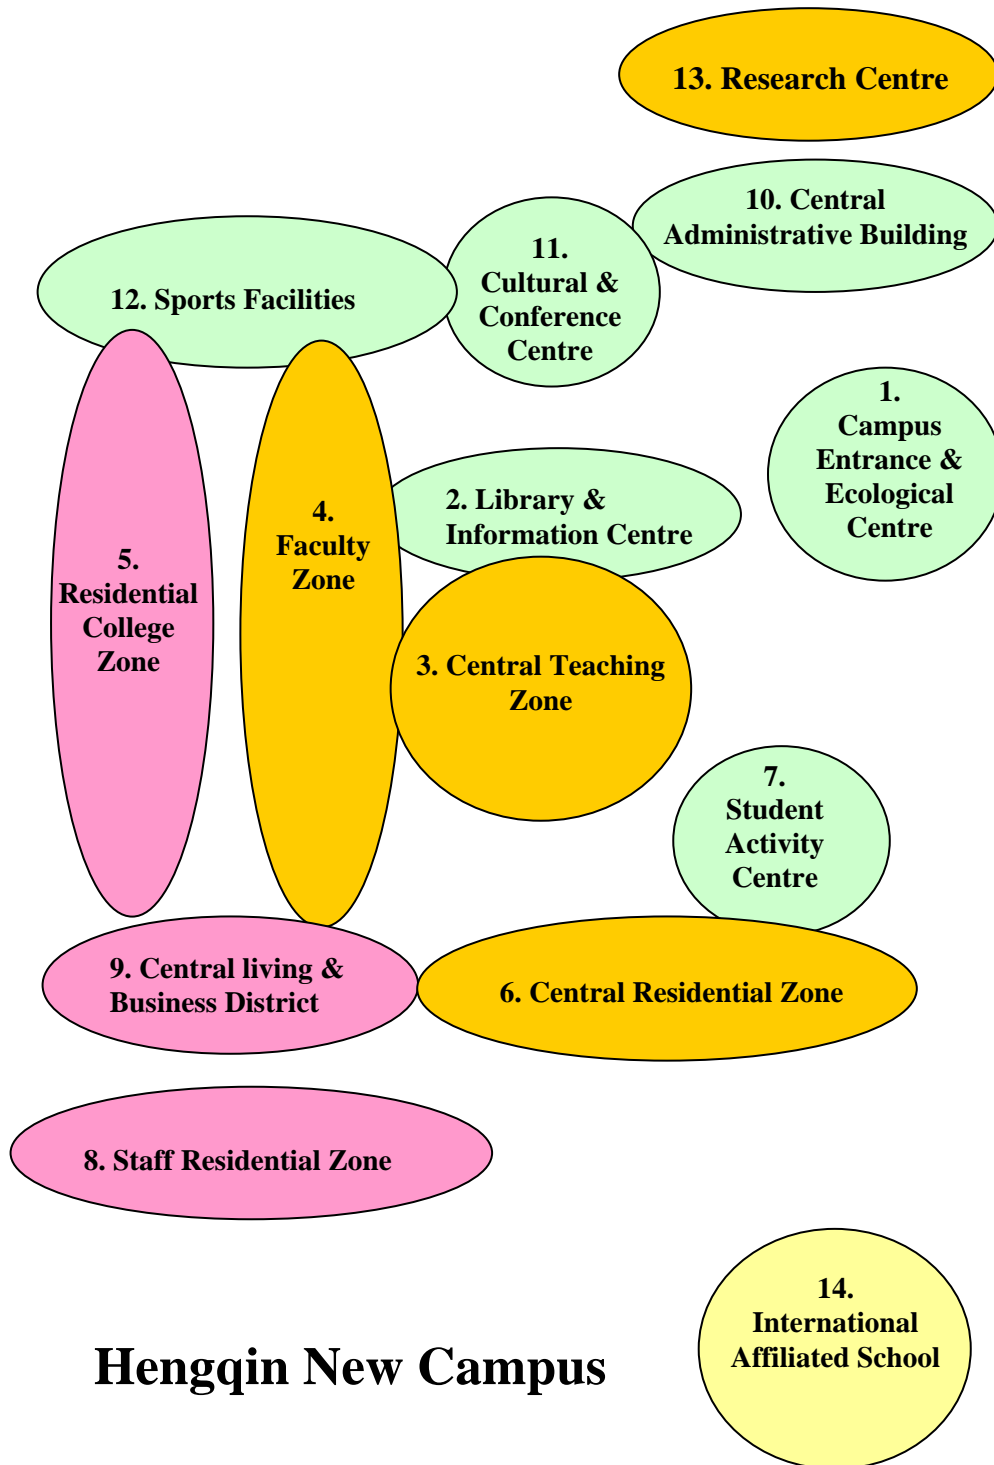 13. Research Centre
10. Central
Administrative Building
11.
Cultural &
Conference
Centre
12. Sports Facilities
1.
Campus
Entrance &
Ecological
Centre
2. Library &
Information Centre
4.
Faculty
Zone
5.
Residential
College
Zone
3. Central Teaching
Zone
7.
Student
Activity
Centre
9. Central living &
Business District
6. Central Residential Zone
8. Staff Residential Zone
14.
International
Affiliated School
Hengqin New Campus